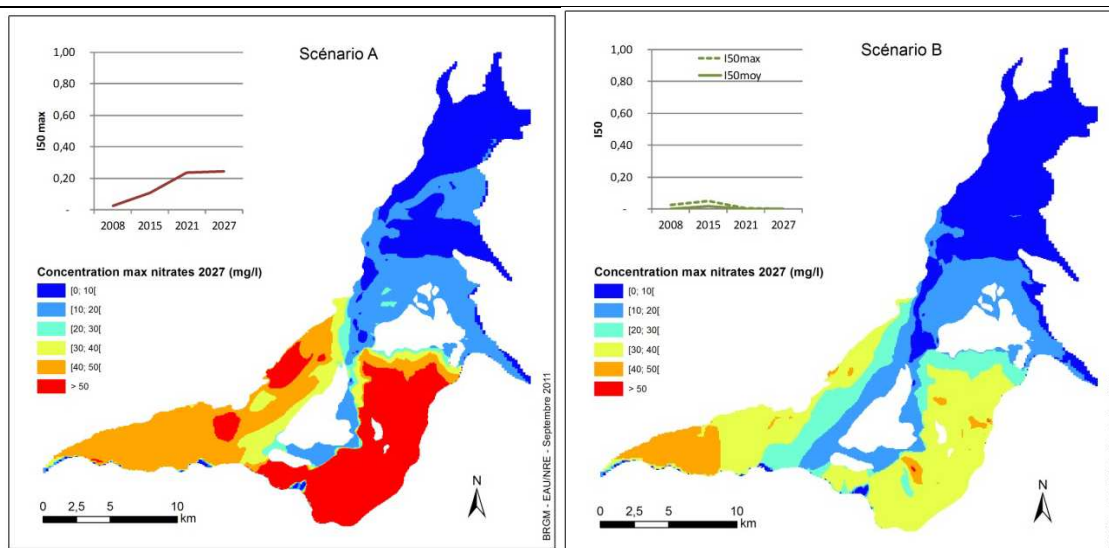 Scénario A
1,00
0,80
0,60
0,40
0,20
-
I50 max
2008 2015 2021 2027
Concentration max nitrates 2027 (mg/l)
[0; 10[
[10; 20[
[20; 30[
[30; 40[
[40; 50[
> 50
0 2,5 5 10
km
N
BRGM - EAU/NRE - Septembre 2011
Scénario B
1,00
0,80
0,60
0,40
0,20
-
I50
I50max
I50moy
2008 2015 2021 2027
Concentration max nitrates 2027 (mg/l)
[0; 10[
[10; 20[
[20; 30[
[30; 40[
[40; 50[
> 50
0 2,5 5 10
km
N